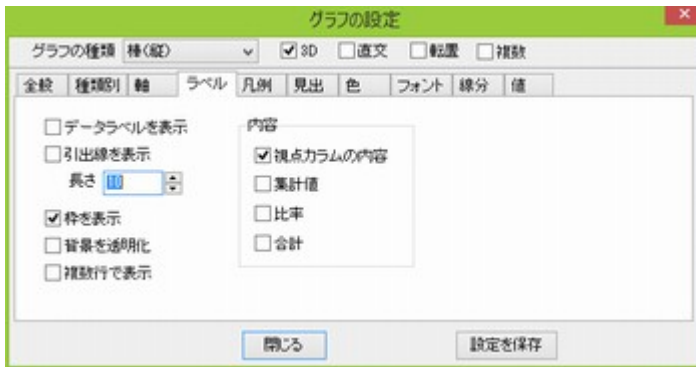 グラフの設定
グラフの種類 棒(縦) 3D 直交 転置 複数
全般 種類別 軸 ラベル 凡例 見出 色 フォント 線分 値
データラベルを表示
引出線を表示
長さ 10
枠を表示
背景を透明化
複数行で表示
内容
視点カラムの内容
集計値
比率
合計
閉じる 設定を保存